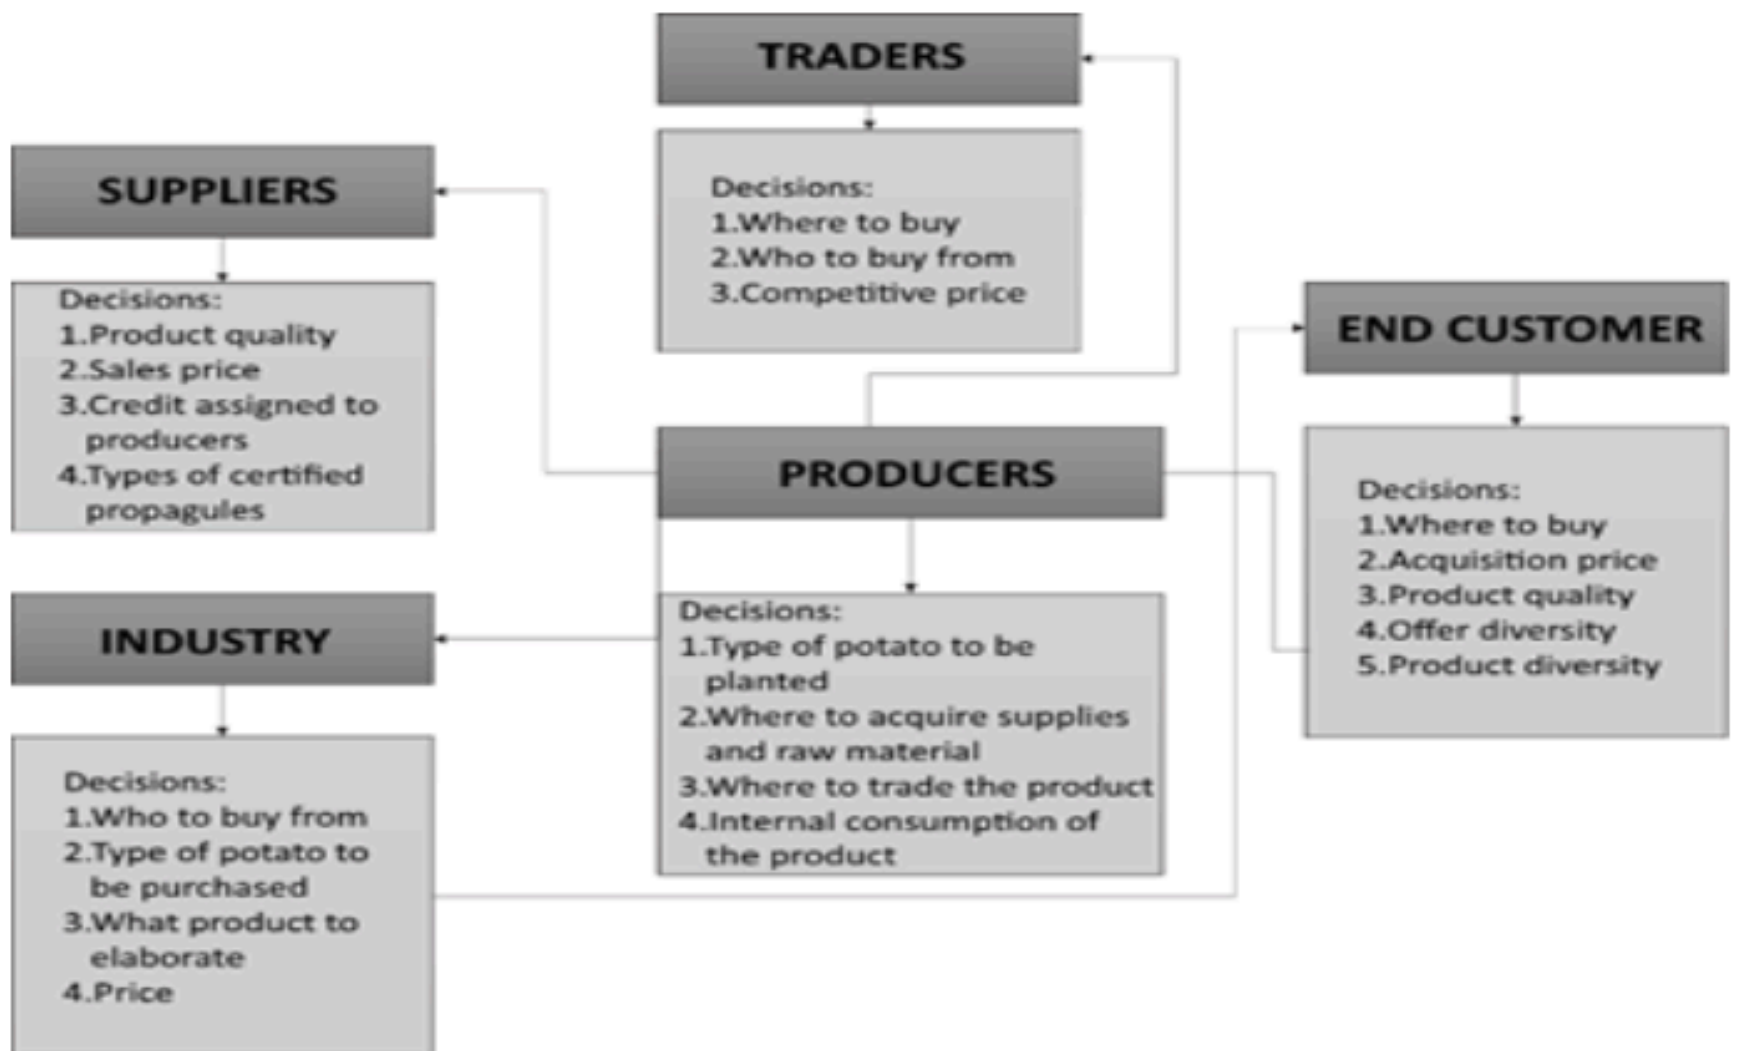 TRADERS
Decisions:
1.Where to buy
2.Who to buy from
3.Competitive price
SUPPLIERS
Decisions:
1.Product quality
2.Sales price
3.Credit assigned to
producers
4.Types of certified
propagules
END CUSTOMER
Decisions:
1.Where to buy
2.Acquisition price
3.Product quality
4.Offer diversity
5.Product diversity
PRODUCERS
Decisions:
1.Type of potato to be
planted
2.Where to acquire supplies
and raw material
3.Where to trade the product
4.Internal consumption of
the product
INDUSTRY
Decisions:
1.Who to buy from
2.Type of potato to
be purchased
3.What product to
elaborate
4.Price